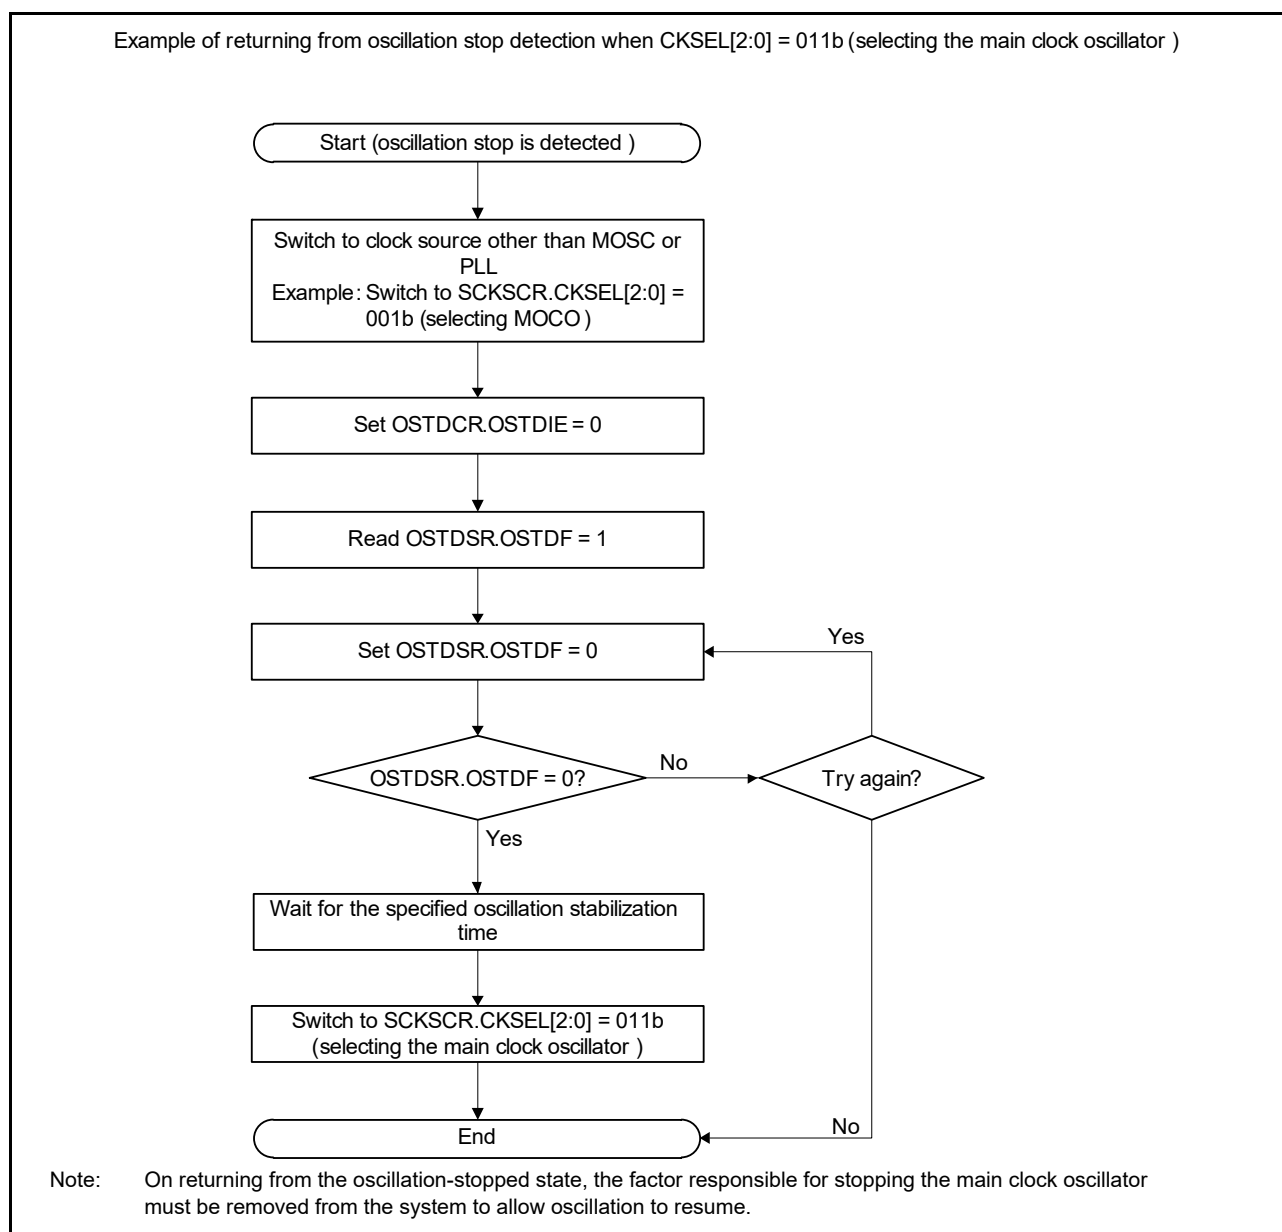 Example of returning from oscillation stop detection when CKSEL[2:0] = 011b (selecting the main clock oscillator )
Start (oscillation stop is detected )
Switch to clock source other than MOSC or
PLL
Example: Switch to SCKSCR.CKSEL[2:0] =
001b (selecting MOCO )
Set OSTDCR.OSTDIE = 0
Read OSTDSR.OSTDF = 1
Set OSTDSR.OSTDF = 0
Yes
OSTDSR.OSTDF = 0?
No
Try again?
Yes
Wait for the specified oscillation stabilization
time
Switch to SCKSCR.CKSEL[2:0] = 011b
(selecting the main clock oscillator )
No
End
Note: On returning from the oscillation-stopped state, the factor responsible for stopping the main clock oscillator
must be removed from the system to allow oscillation to resume.